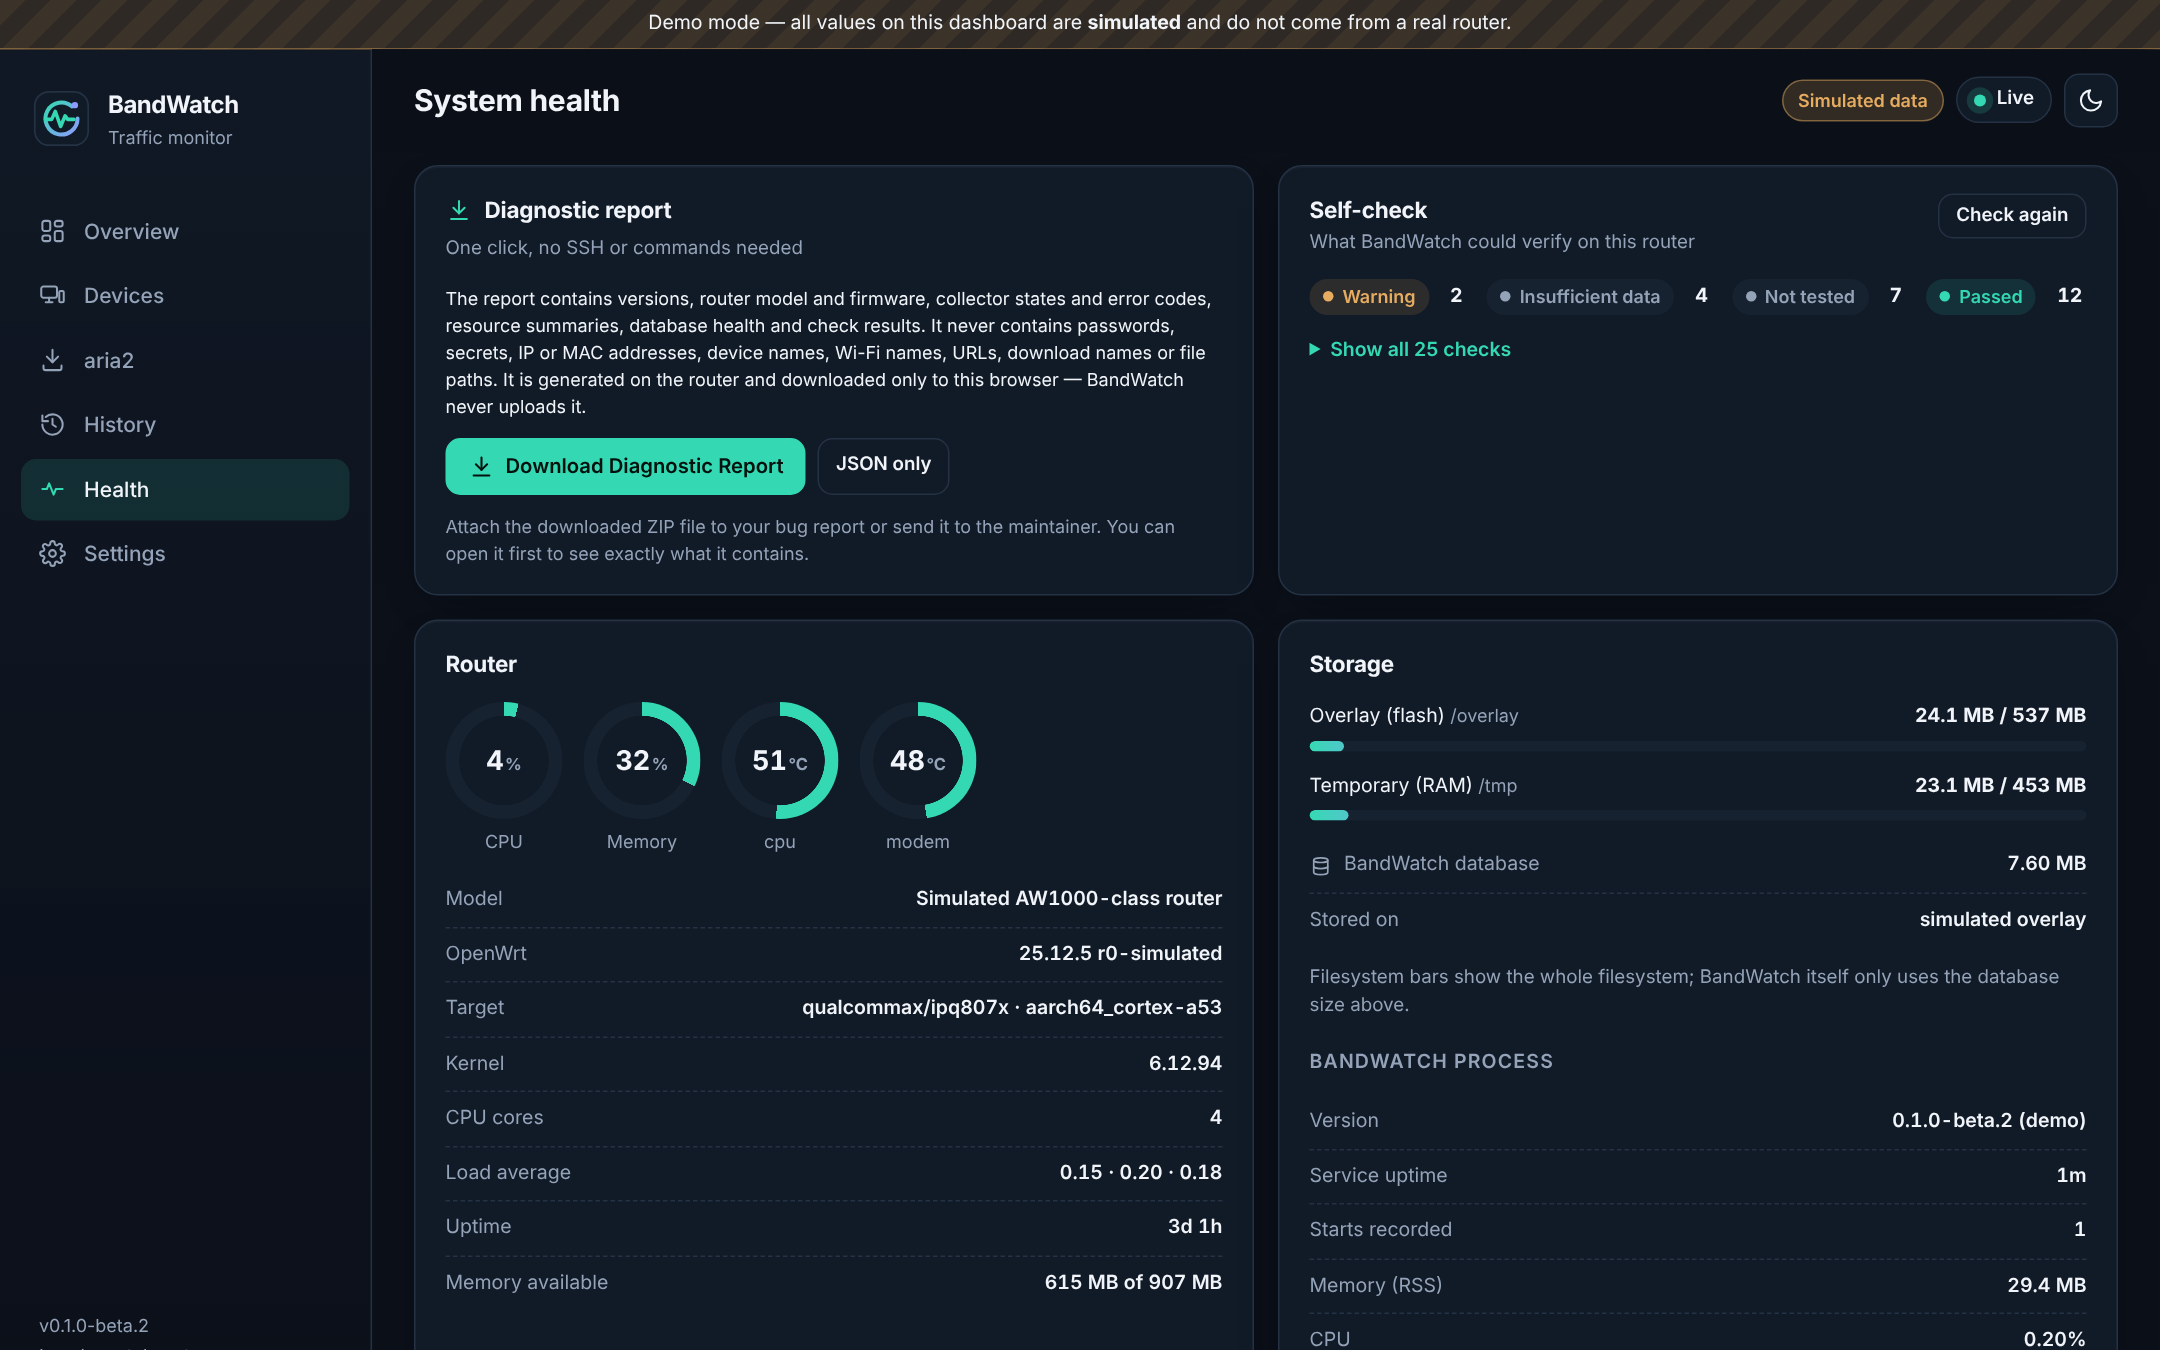 Demo mode — all values on this dashboard are simulated and do not come from a real router.
BandWatch
Traffic monitor
Overview
Devices
aria2
History
Health
Settings
v0.1.0-beta.2
System health
Simulated data
Live
Diagnostic report
One click, no SSH or commands needed
The report contains versions, router model and firmware, collector states and error codes,
resource summaries, database health and check results. It never contains passwords,
secrets, IP or MAC addresses, device names, Wi-Fi names, URLs, download names or file
paths. It is generated on the router and downloaded only to this browser — BandWatch
never uploads it.
Download Diagnostic Report
JSON only
Attach the downloaded ZIP file to your bug report or send it to the maintainer. You can
open it first to see exactly what it contains.
Self-check
Check again
What BandWatch could verify on this router
Warning 2 Insufficient data 4 Not tested 7 Passed 12
Show all 25 checks
Router
4% 32% 51°C 48°C
CPU Memory cpu modem
Model Simulated AW1000-class router
OpenWrt 25.12.5 r0-simulated
Target qualcommax/ipq807x · aarch64_cortex-a53
Kernel 6.12.94
CPU cores 4
Load average 0.15 · 0.20 · 0.18
Uptime 3d 1h
Memory available 615 MB of 907 MB
Storage
Overlay (flash) /overlay 24.1 MB / 537 MB
Temporary (RAM) /tmp 23.1 MB / 453 MB
BandWatch database 7.60 MB
Stored on simulated overlay
Filesystem bars show the whole filesystem; BandWatch itself only uses the database
size above.
BANDWATCH PROCESS
Version 0.1.0-beta.2 (demo)
Service uptime 1m
Starts recorded 1
Memory (RSS) 29.4 MB
CPU 0.20%